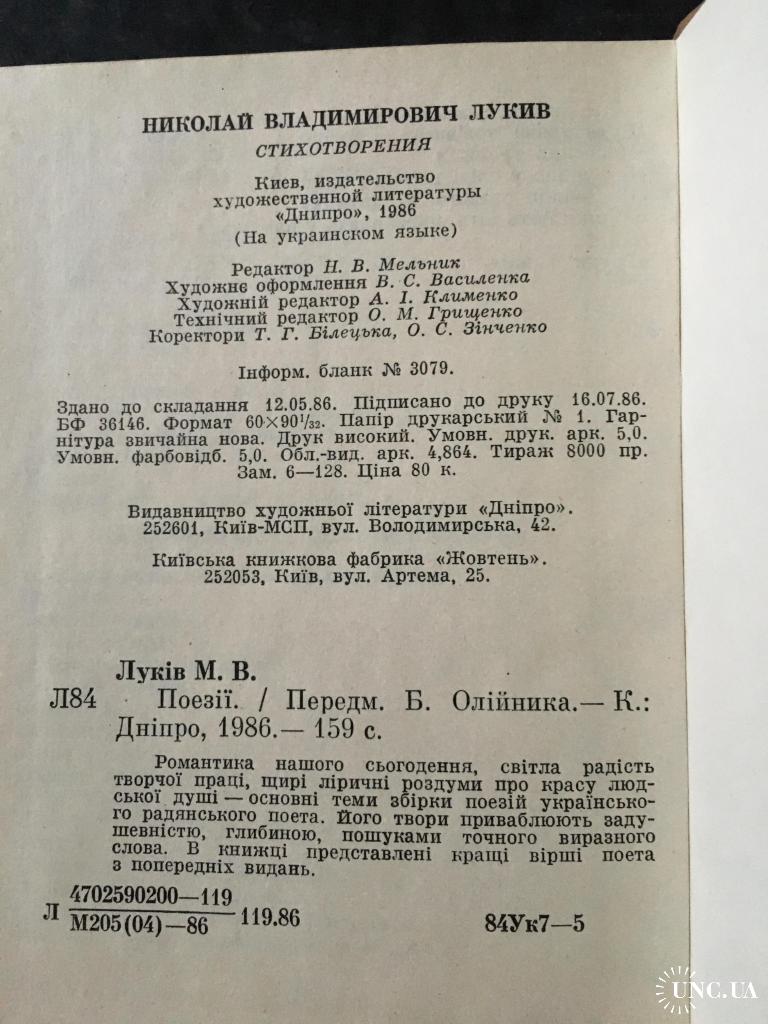 НИКОЛАЙ ВЛАДИМИРОВИЧ ЛУКИВ
СТИХОТВОРЕНИЯ
Киев, издательство
художественной литературы
«Днипро», 1986
(На украинском языке)
Редактор Н. В. Мельник
Художнє оформлення В. С. Василенка
Художній редактор А. І. Клименко
Технічний редактор О. М. Грищенко
Коректори Т. Г. Білецька, О. С. Зінченко
Інформ. бланк № 3079.
Здано до складання 12.05.86. Підписано до друку 16.07.86.
БФ 36146. Формат 60×90¹/₃₂. Папір друкарський № 1. Гар-
нітура звичайна нова. Друк високий. Умовн. друк. арк. 5,0.
Умовн. фарбовідб. 5,0. Обл.-вид. арк. 4,864. Тираж 8000 пр.
Зам. 6—128. Ціна 80 к.
Видавництво художньої літератури «Дніпро».
252601, Київ-МСП, вул. Володимирська, 42.
Київська книжкова фабрика «Жовтень».
252053, Київ, вул. Артема, 25.
Луків М. В.
Л84 Поезії. / Передм. Б. Олійника.— К.:
Дніпро, 1986.— 159 с.
Романтика нашого сьогодення, світла радість
творчої праці, щирі ліричні роздуми про красу люд-
ської душі — основні теми збірки поезій українсько-
го радянського поета. Його твори приваблюють заду-
шевністю, глибиною, пошуками точного виразного
слова. В книжці представлені кращі вірші поета
з попередніх видань.
4702590200—119
Л 119.86
М205(04)—86
84Ук7—5
UNC.UA